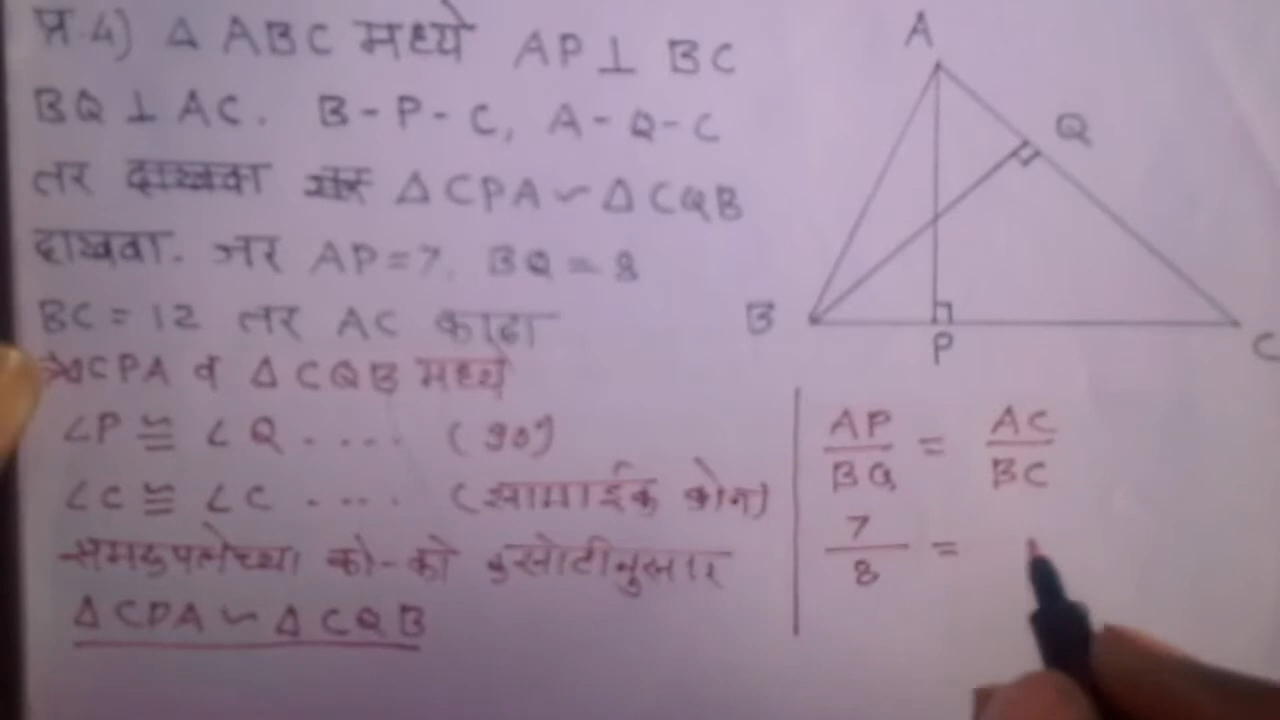 प्र.4) △ ABC मध्ये AP ⊥ BC
BQ ⊥ AC. B - P - C, A - Q - C
तर △ CPA ∽ △ CQB
दाखवा. जर AP = 7, BQ = 8
BC = 12 तर AC काढा
CPA व △ CQB मध्ये
∠P ≅ ∠Q .... (90°)
∠C ≅ ∠C .... (सामाईक कोन)
समरुपतेच्या को-को कसोटीनुसार
△ CPA ∽ △ CQB
A
Q
B
P
C
AP/BQ = AC/BC
7/8 =